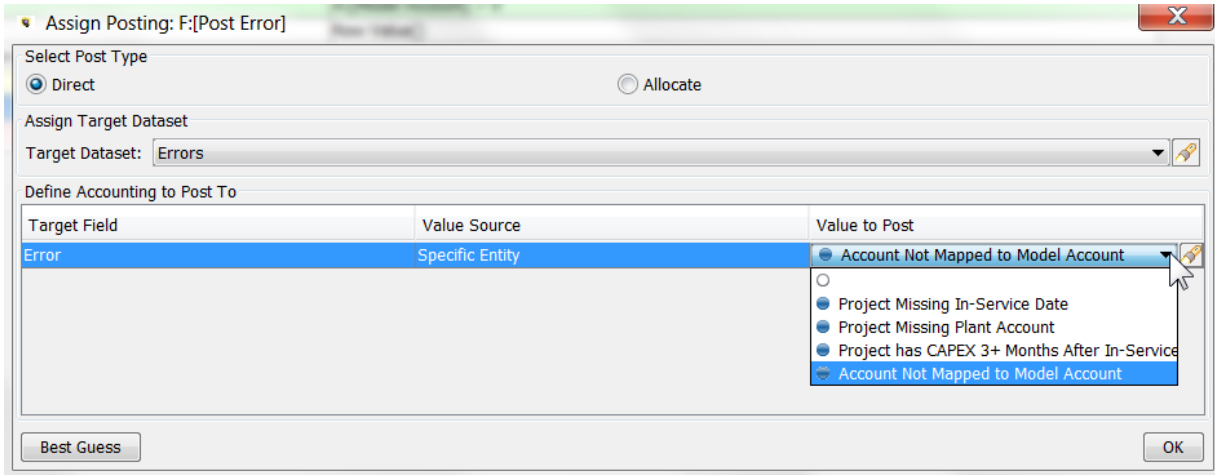 Assign Posting: F:[Post Error]
Select Post Type
Direct Allocate
Assign Target Dataset
Target Dataset: Errors
Define Accounting to Post To
Target Field Value Source Value to Post
Error Specific Entity Account Not Mapped to Model Account
Project Missing In-Service Date
Project Missing Plant Account
Project has CAPEX 3+ Months After In-Service
Account Not Mapped to Model Account
Best Guess OK